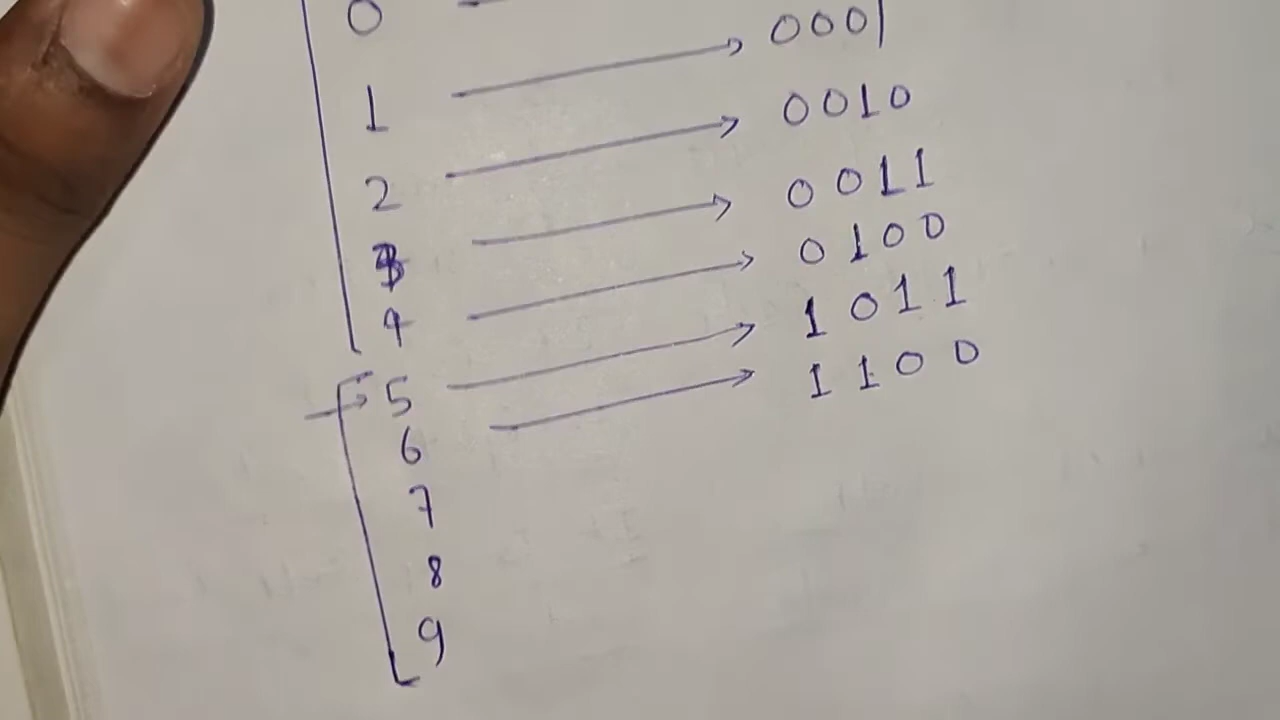 0
1 → 0001
2 → 0010
3 → 0011
4 → 0100
5 → 1011
6 → 1100
7
8
9